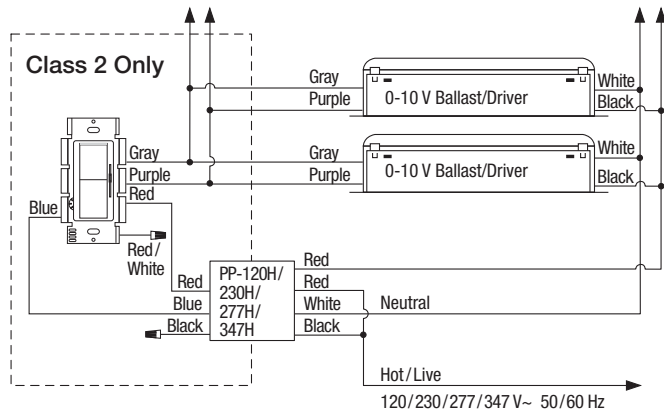 Class 2 Only
Gray
Purple
0-10 V Ballast/Driver
White
Black
Gray
Purple
0-10 V Ballast/Driver
White
Black
Gray
Purple
Red
Blue
Red/
White
Red
Blue
Black
PP-120H/
230H/
277H/
347H
Red
Red
White
Black
Neutral
Hot/Live
120/230/277/347 V~ 50/60 Hz